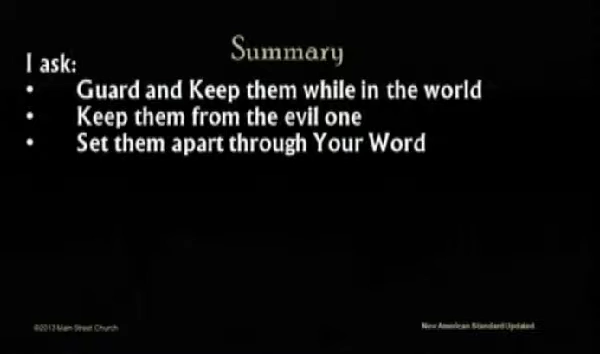 Summary
I ask:
• Guard and Keep them while in the world
• Keep them from the evil one
• Set them apart through Your Word
©2013 Main Street Church
New American Standard Updated